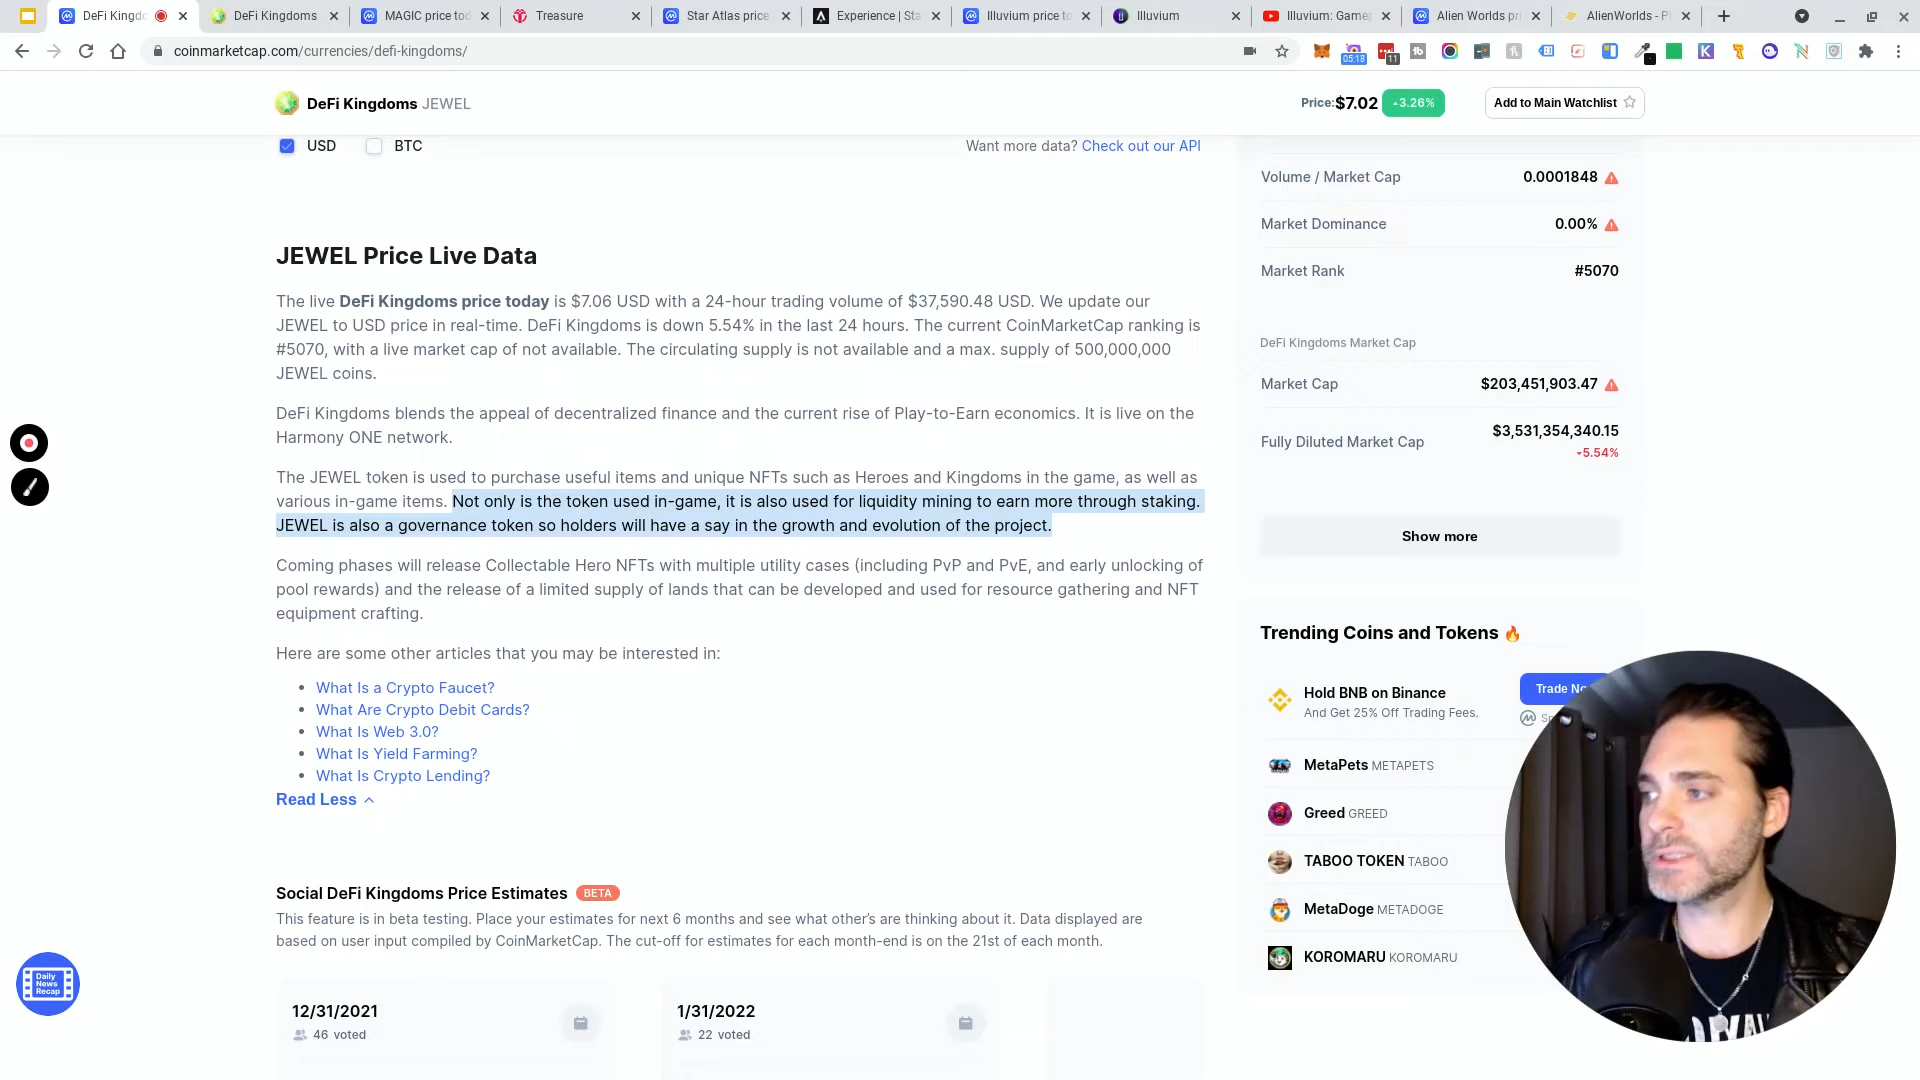 DeFi Kingdo
DeFi Kingdoms
MAGIC price tod
Treasure
Star Atlas price
Experience | Sta
Illuvium price to
Illuvium
Illuvium: Gamep
Alien Worlds pri
AlienWorlds - Pl
coinmarketcap.com/currencies/defi-kingdoms/
05:18
11
DeFi Kingdoms JEWEL
Price: $7.02 3.26%
Add to Main Watchlist
USD
BTC
Want more data? Check out our API
JEWEL Price Live Data
The live DeFi Kingdoms price today is $7.06 USD with a 24-hour trading volume of $37,590.48 USD. We update our
JEWEL to USD price in real-time. DeFi Kingdoms is down 5.54% in the last 24 hours. The current CoinMarketCap ranking is
#5070, with a live market cap of not available. The circulating supply is not available and a max. supply of 500,000,000
JEWEL coins.
DeFi Kingdoms blends the appeal of decentralized finance and the current rise of Play-to-Earn economics. It is live on the
Harmony ONE network.
The JEWEL token is used to purchase useful items and unique NFTs such as Heroes and Kingdoms in the game, as well as
various in-game items. Not only is the token used in-game, it is also used for liquidity mining to earn more through staking.
JEWEL is also a governance token so holders will have a say in the growth and evolution of the project.
Coming phases will release Collectable Hero NFTs with multiple utility cases (including PvP and PvE, and early unlocking of
pool rewards) and the release of a limited supply of lands that can be developed and used for resource gathering and NFT
equipment crafting.
Here are some other articles that you may be interested in:
• What Is a Crypto Faucet?
• What Are Crypto Debit Cards?
• What Is Web 3.0?
• What Is Yield Farming?
• What Is Crypto Lending?
Read Less
Social DeFi Kingdoms Price Estimates BETA
This feature is in beta testing. Place your estimates for next 6 months and see what other's are thinking about it. Data displayed are
based on user input compiled by CoinMarketCap. The cut-off for estimates for each month-end is on the 21st of each month.
12/31/2021
46 voted
1/31/2022
22 voted
Volume / Market Cap 0.0001848
Market Dominance 0.00%
Market Rank #5070
DeFi Kingdoms Market Cap
Market Cap $203,451,903.47
Fully Diluted Market Cap $3,531,354,340.15
5.54%
Show more
Trending Coins and Tokens 🔥
Hold BNB on Binance
And Get 25% Off Trading Fees.
Trade No
MetaPets METAPETS
Greed GREED
TABOO TOKEN TABOO
MetaDoge METADOGE
KOROMARU KOROMARU
Daily
News
Recap